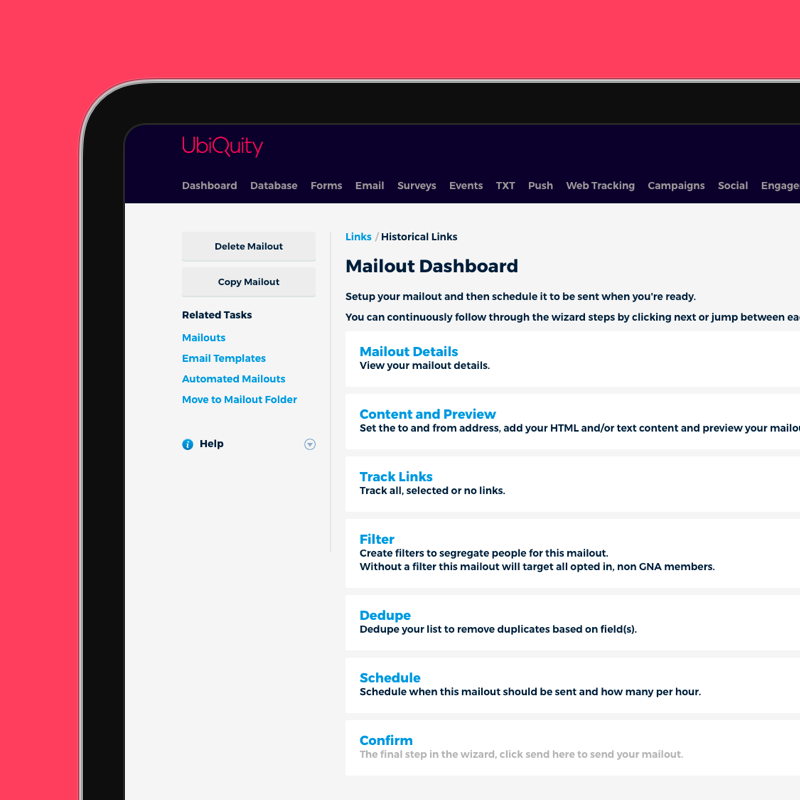 UbiQuity
Dashboard Database Forms Email Surveys Events TXT Push Web Tracking Campaigns Social
Delete Mailout
Copy Mailout
Related Tasks
Mailouts
Email Templates
Automated Mailouts
Move to Mailout Folder
i Help
Links / Historical Links
Mailout Dashboard
Setup your mailout and then schedule it to be sent when you're ready.
You can continuously follow through the wizard steps by clicking next or jump between
Mailout Details
View your mailout details.
Content and Preview
Set the to and from address, add your HTML and/or text content and preview your
Track Links
Track all, selected or no links.
Filter
Create filters to segregate people for this mailout.
Without a filter this mailout will target all opted in, non GNA members.
Dedupe
Dedupe your list to remove duplicates based on field(s).
Schedule
Schedule when this mailout should be sent and how many per hour.
Confirm
The final step in the wizard, click send here to send your mailout.